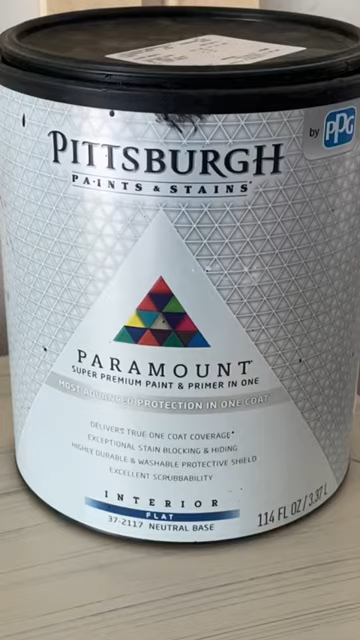 by PPG
PITTSBURGH
PAINTS & STAINS
PARAMOUNT
SUPER PREMIUM PAINT & PRIMER IN ONE
MOST ADVANCED PROTECTION IN ONE COAT*
DELIVERS TRUE ONE COAT COVERAGE*
EXCEPTIONAL STAIN BLOCKING & HIDING
HIGHLY DURABLE & WASHABLE PROTECTIVE SHIELD
EXCELLENT SCRUBBABILITY
INTERIOR
FLAT
37-2117 NEUTRAL BASE
114 FL OZ / 3.37 L